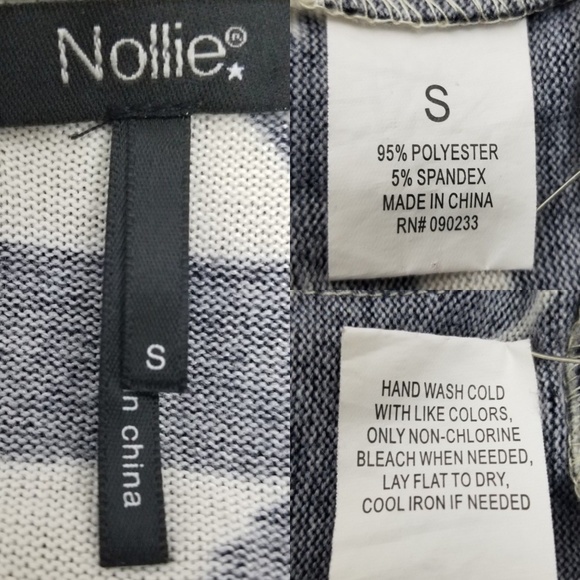 Nollie®
S
n china
S
95% POLYESTER
5% SPANDEX
MADE IN CHINA
RN# 090233
HAND WASH COLD
WITH LIKE COLORS,
ONLY NON-CHLORINE
BLEACH WHEN NEEDED,
LAY FLAT TO DRY,
COOL IRON IF NEEDED